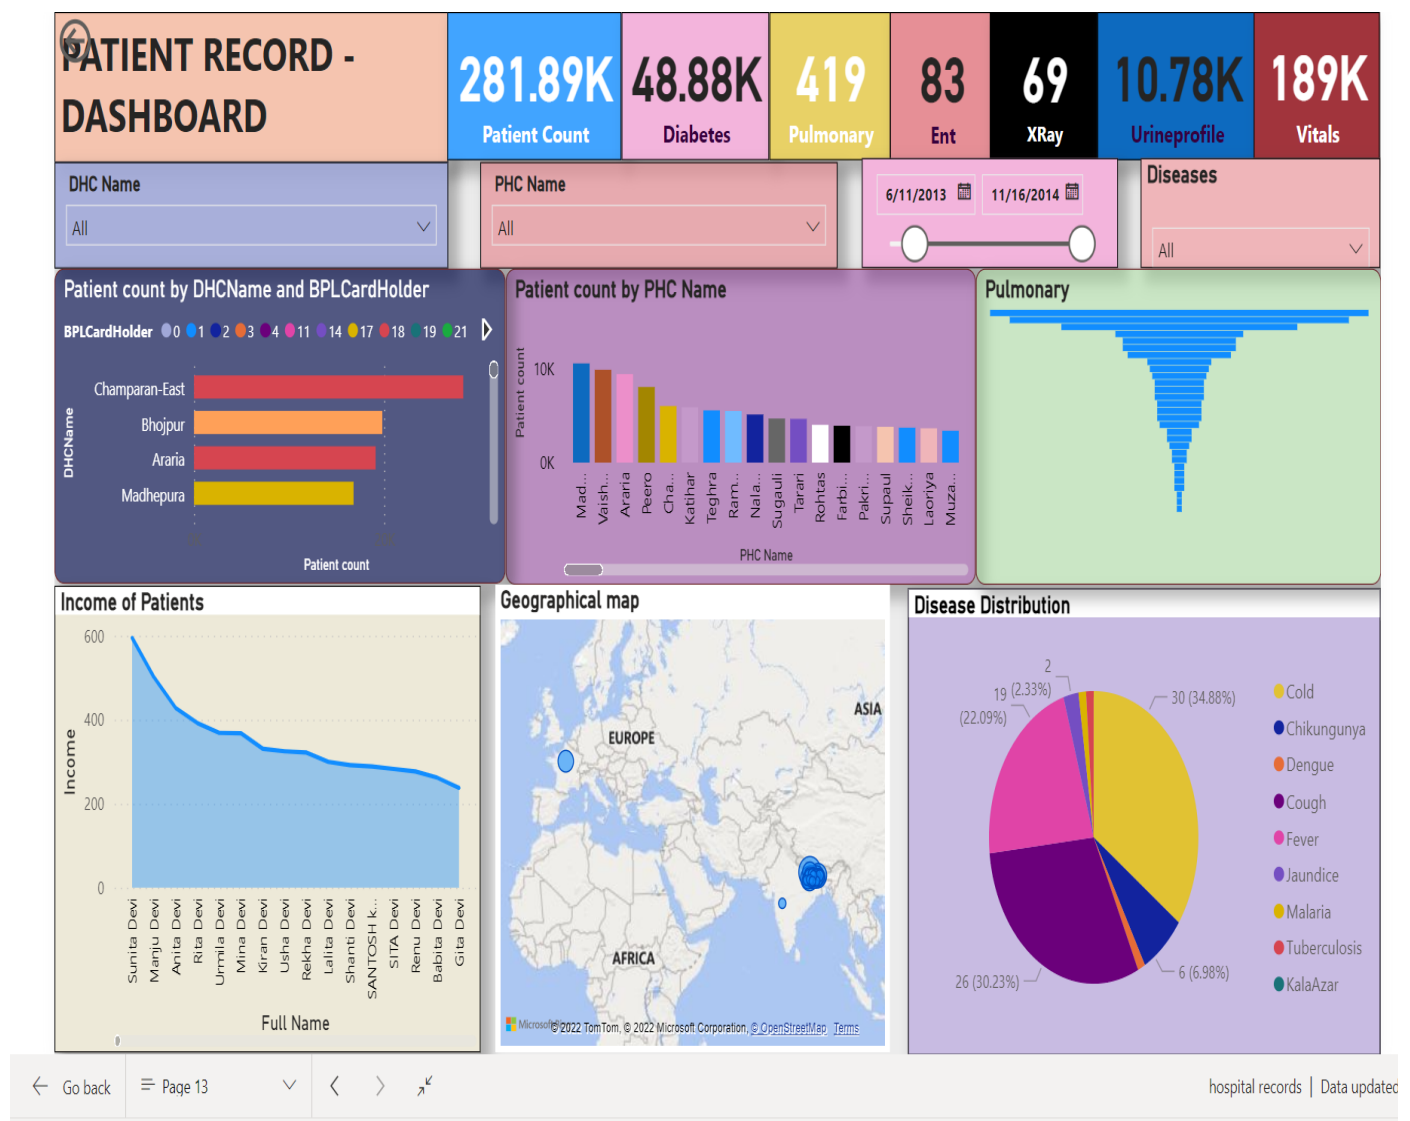 PATIENT RECORD -
DASHBOARD
281.89K
Patient Count
48.88K
Diabetes
419
Pulmonary
83
Ent
69
XRay
10.78K
Urineprofile
189K
Vitals
DHC Name
All
PHC Name
All
6/11/2013
11/16/2014
Diseases
All
Patient count by DHCName and BPLCardHolder
BPLCardHolder 0 1 2 3 4 11 14 17 18 19 21
DHCName
Champaran-East
Bhojpur
Araria
Madhepura
Patient count
Patient count by PHC Name
Patient count
10K
0K
Mad...
Vaish...
Araria
Peero
Cha...
Katihar
Teghra
Ram...
Nala...
Sugauli
Tarari
Rohtas
Farbi...
Pakri...
Supaul
Sheik...
Laoriya
Muza...
PHC Name
Pulmonary
Income of Patients
Income
600
400
200
0
Sunita Devi
Manju Devi
Anita Devi
Rita Devi
Urmila Devi
Mina Devi
Kiran Devi
Usha Devi
Rekha Devi
Lalita Devi
Shanti Devi
SANTOSH k...
SITA Devi
Renu Devi
Babita Devi
Gita Devi
Full Name
Geographical map
EUROPE
ASIA
AFRICA
Microsoft
© 2022 TomTom, © 2022 Microsoft Corporation, © OpenStreetMap Terms
Disease Distribution
2
(2.33%)
19
(22.09%)
30 (34.88%)
6 (6.98%)
26 (30.23%)
Cold
Chikungunya
Dengue
Cough
Fever
Jaundice
Malaria
Tuberculosis
KalaAzar
Go back
Page 13
hospital records | Data updated